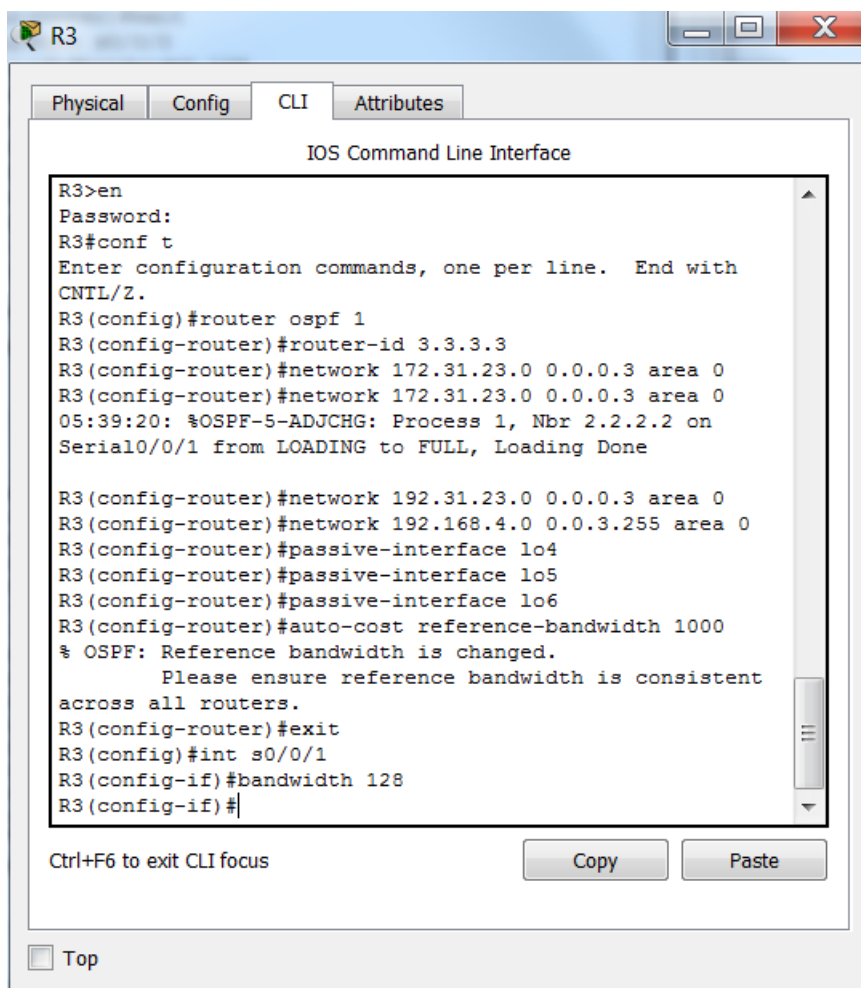 R3
Physical Config CLI Attributes
IOS Command Line Interface
R3>en
Password:
R3#conf t
Enter configuration commands, one per line.  End with
CNTL/Z.
R3(config)#router ospf 1
R3(config-router)#router-id 3.3.3.3
R3(config-router)#network 172.31.23.0 0.0.0.3 area 0
R3(config-router)#network 172.31.23.0 0.0.0.3 area 0
05:39:20: %OSPF-5-ADJCHG: Process 1, Nbr 2.2.2.2 on
Serial0/0/1 from LOADING to FULL, Loading Done
R3(config-router)#network 192.31.23.0 0.0.0.3 area 0
R3(config-router)#network 192.168.4.0 0.0.3.255 area 0
R3(config-router)#passive-interface lo4
R3(config-router)#passive-interface lo5
R3(config-router)#passive-interface lo6
R3(config-router)#auto-cost reference-bandwidth 1000
% OSPF: Reference bandwidth is changed.
Please ensure reference bandwidth is consistent
across all routers.
R3(config-router)#exit
R3(config)#int s0/0/1
R3(config-if)#bandwidth 128
R3(config-if)#
Ctrl+F6 to exit CLI focus
Copy Paste
Top